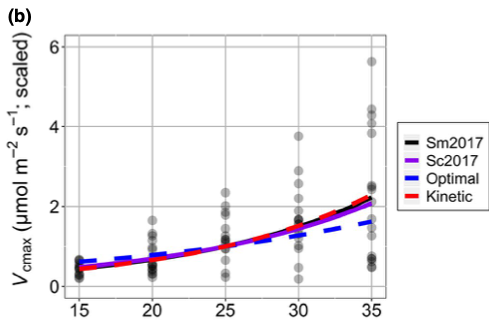 (b)
Vcmax (μmol m−2 s−1; scaled)
6
4
2
0
15 20 25 30 35
Sm2017
Sc2017
Optimal
Kinetic